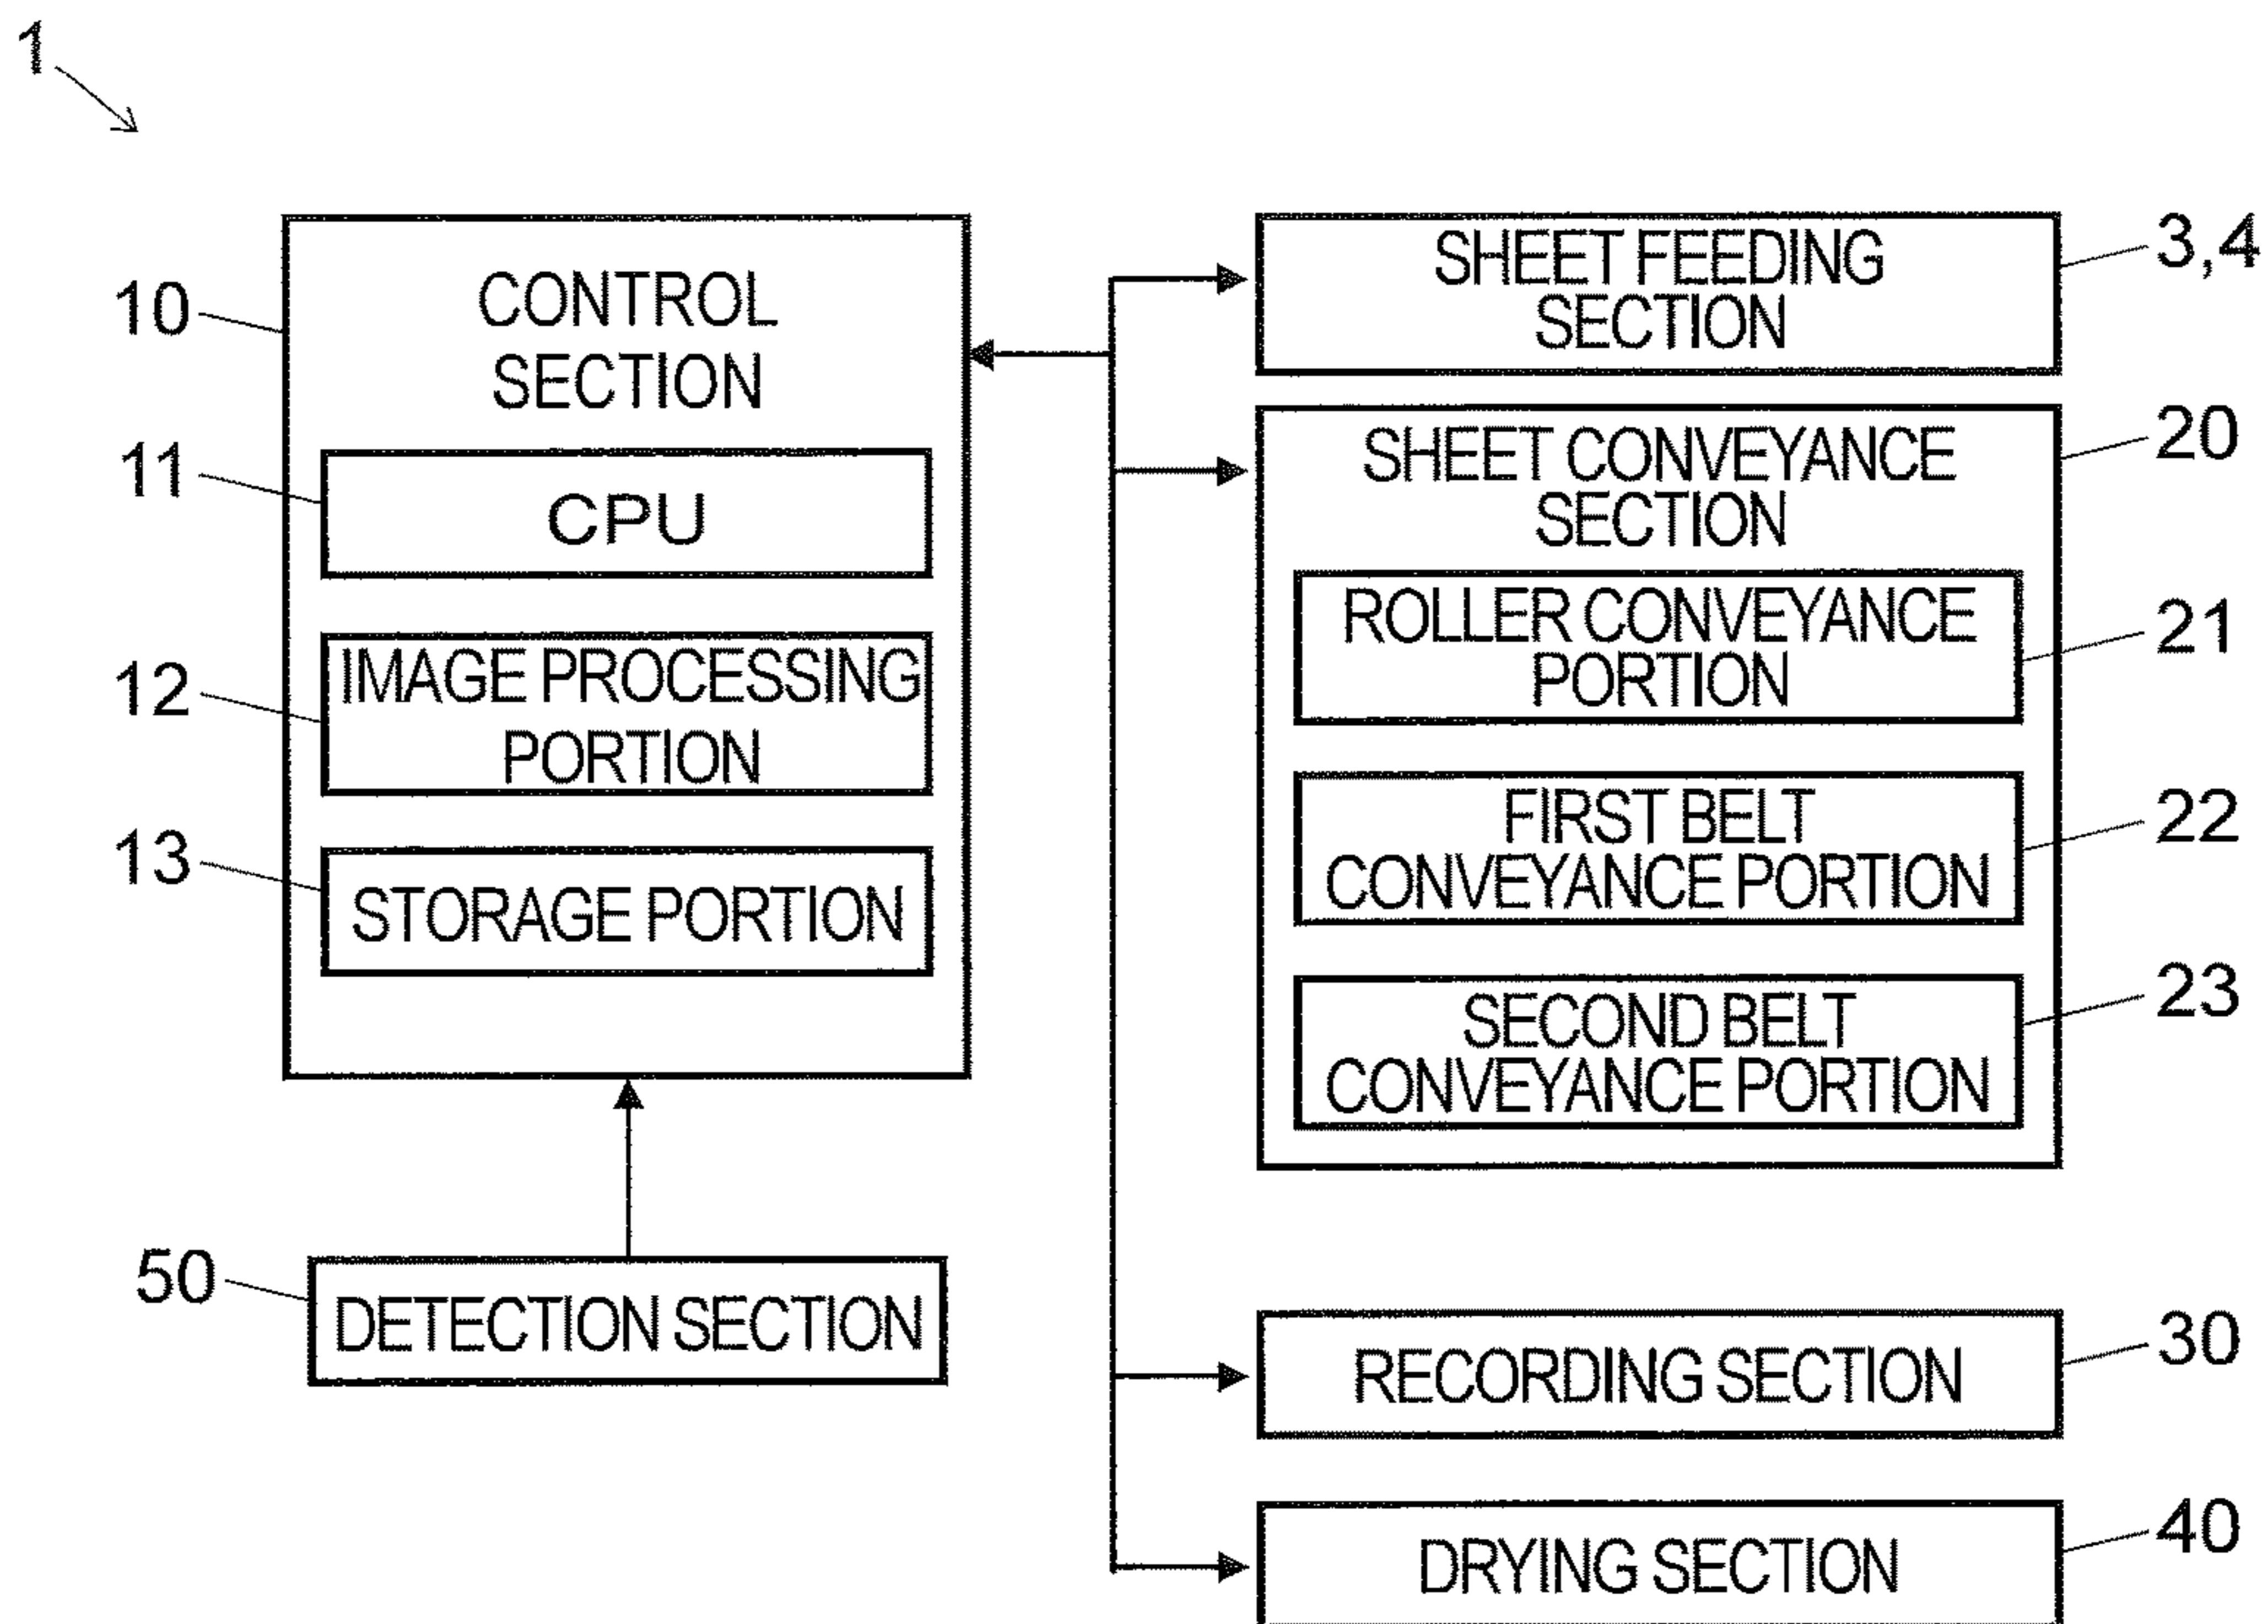 1
10
CONTROL
SECTION
11
CPU
12
IMAGE PROCESSING
PORTION
13
STORAGE PORTION
50
DETECTION SECTION
SHEET FEEDING
SECTION
3,4
SHEET CONVEYANCE
SECTION
20
ROLLER CONVEYANCE
PORTION
21
FIRST BELT
CONVEYANCE PORTION
22
SECOND BELT
CONVEYANCE PORTION
23
RECORDING SECTION
30
DRYING SECTION
40